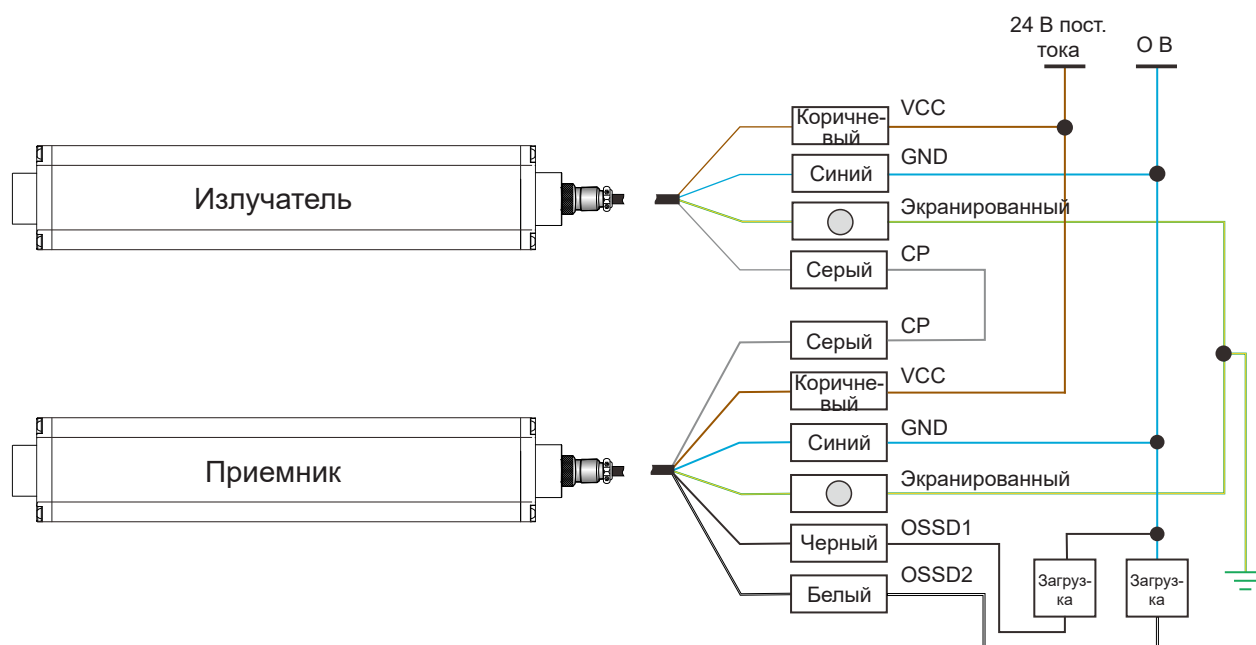 24 В пост.
тока
О В
Коричне-
вый
VCC
Синий
GND
Экранированный
Серый
CP
Излучатель
Серый
CP
Коричне-
вый
VCC
Синий
GND
Экранированный
Черный
OSSD1
Белый
OSSD2
Приемник
Загруз-
ка
Загруз-
ка